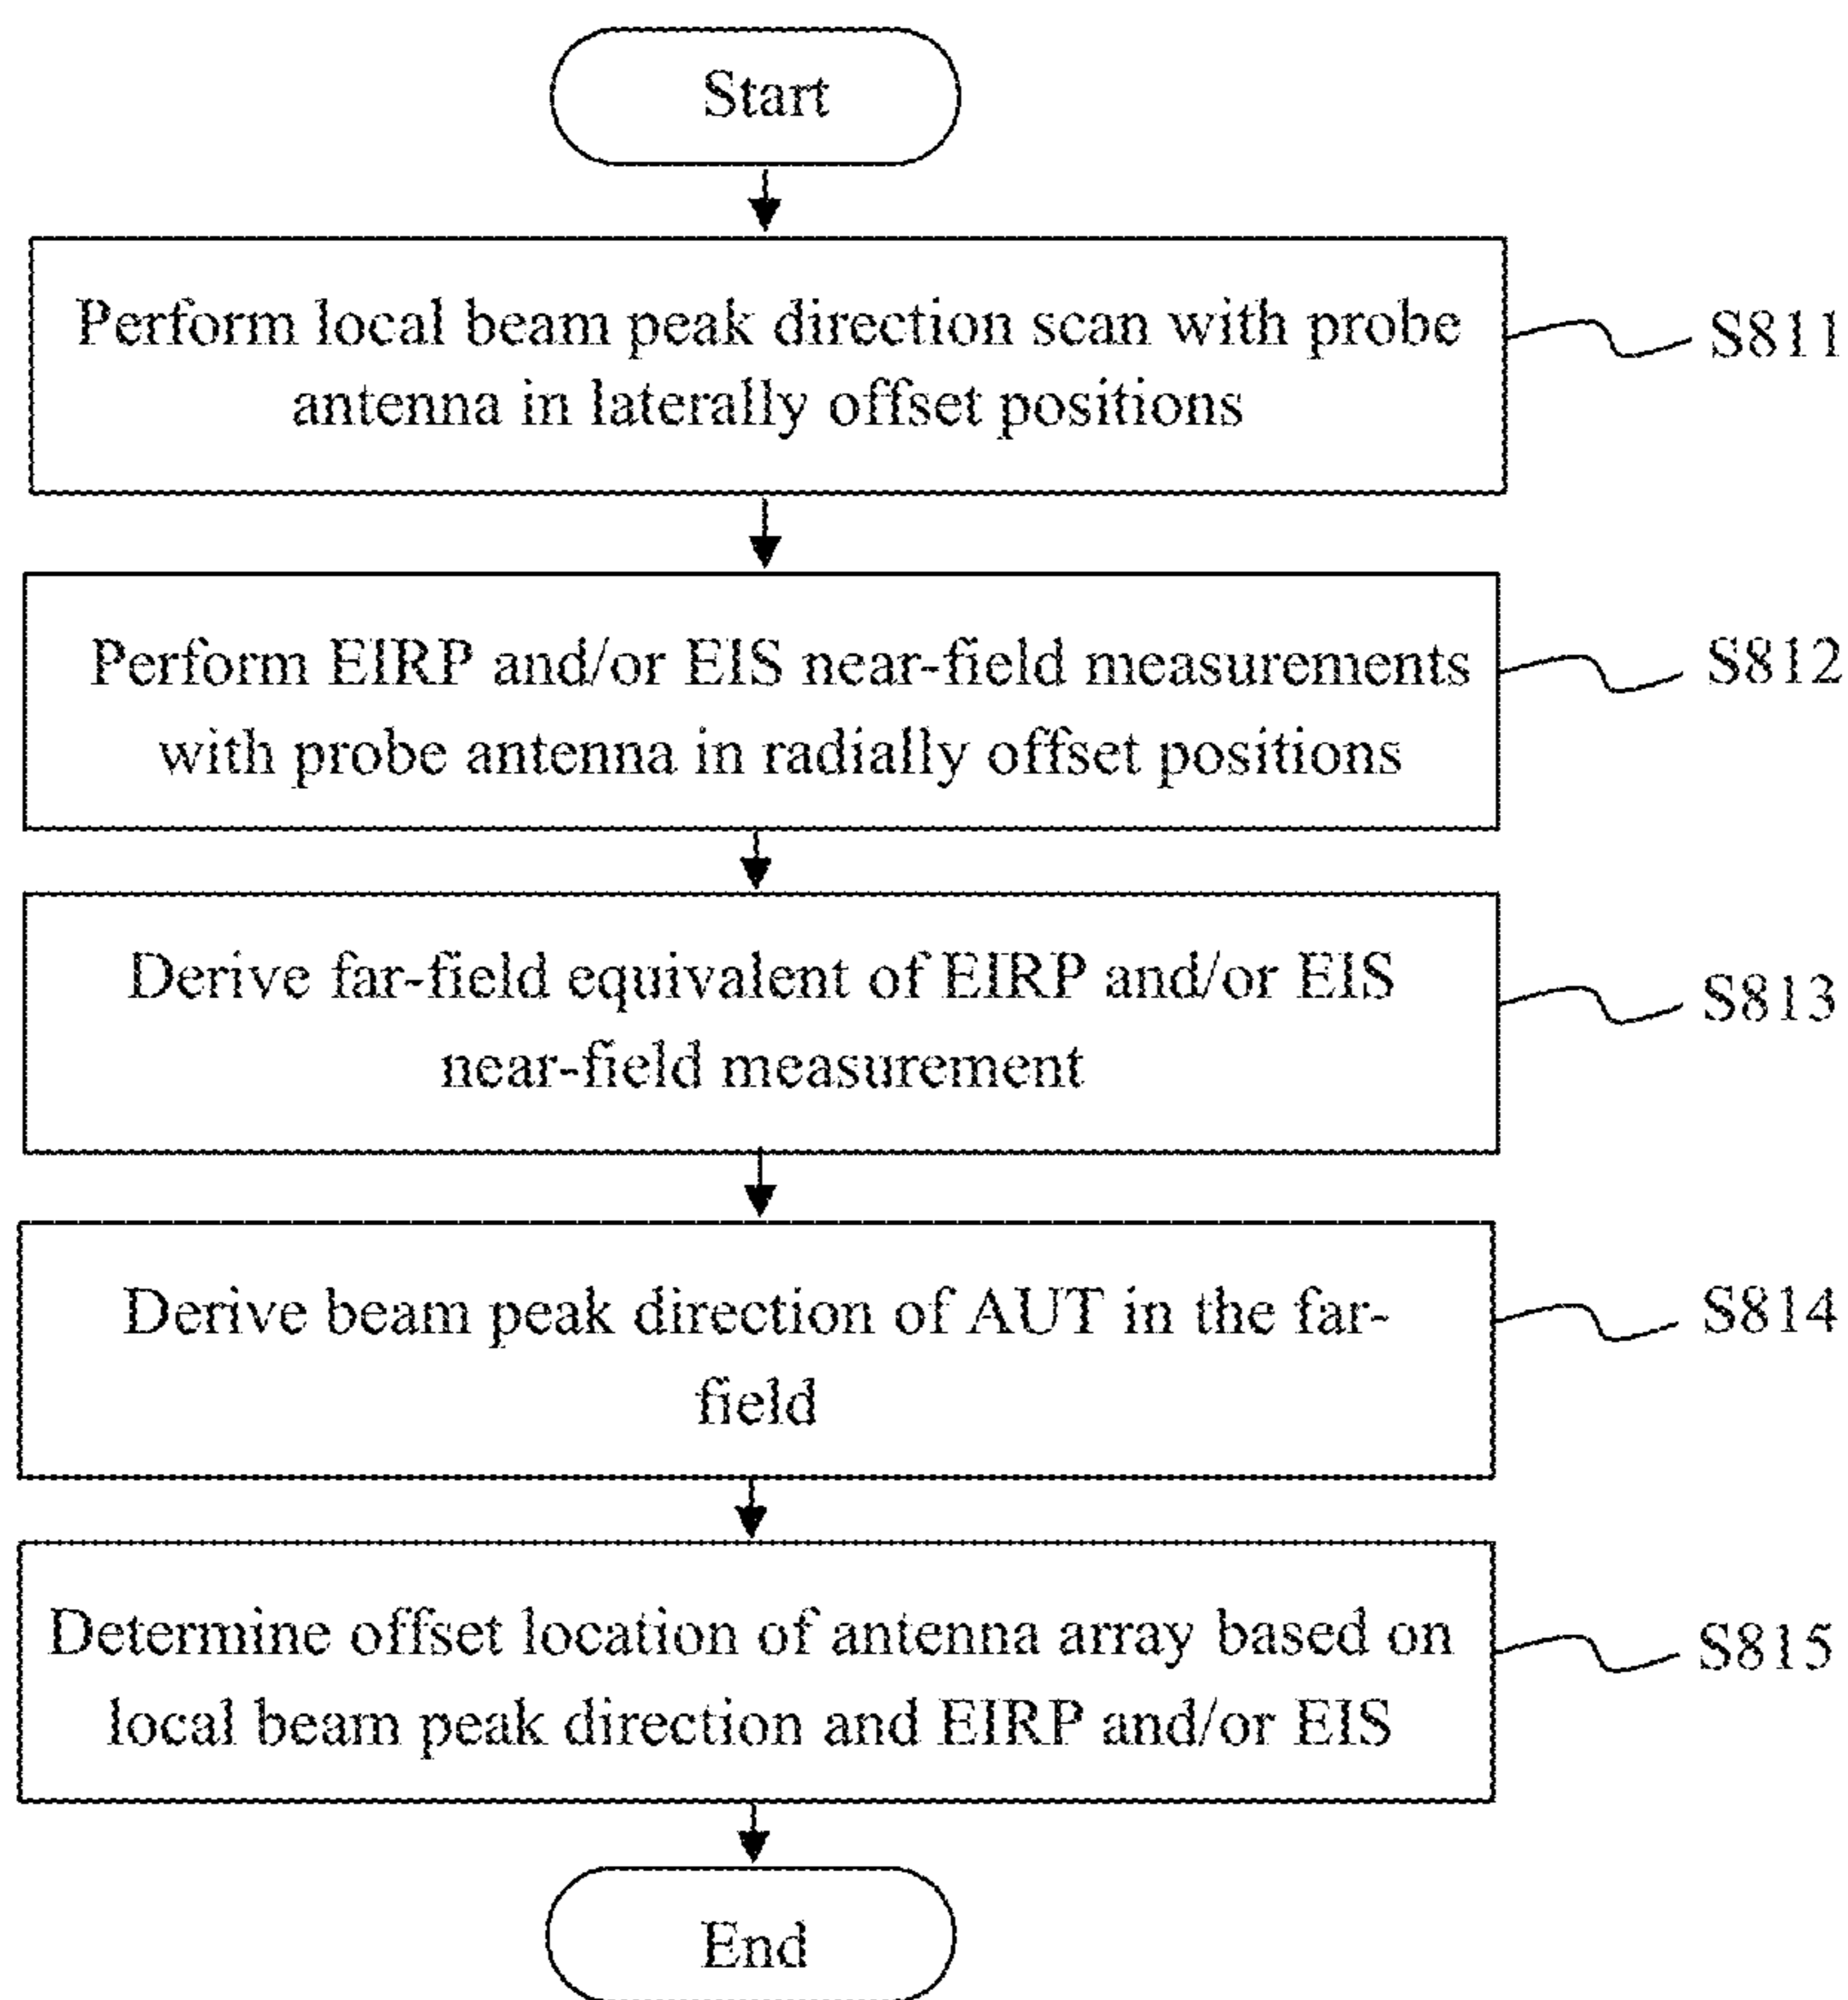 Start
Perform local beam peak direction scan with probe
antenna in laterally offset positions
S811
Perform EIRP and/or EIS near-field measurements
with probe antenna in radially offset positions
S812
Derive far-field equivalent of EIRP and/or EIS
near-field measurement
S813
Derive beam peak direction of AUT in the far-
field
S814
Determine offset location of antenna array based on
local beam peak direction and EIRP and/or EIS
S815
End